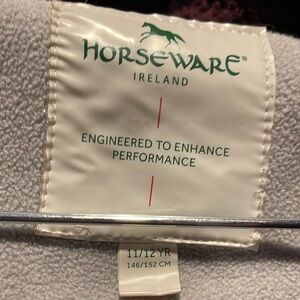 HORSEWARE®
IRELAND
ENGINEERED TO ENHANCE
PERFORMANCE
11/12 YR
146/152 CM